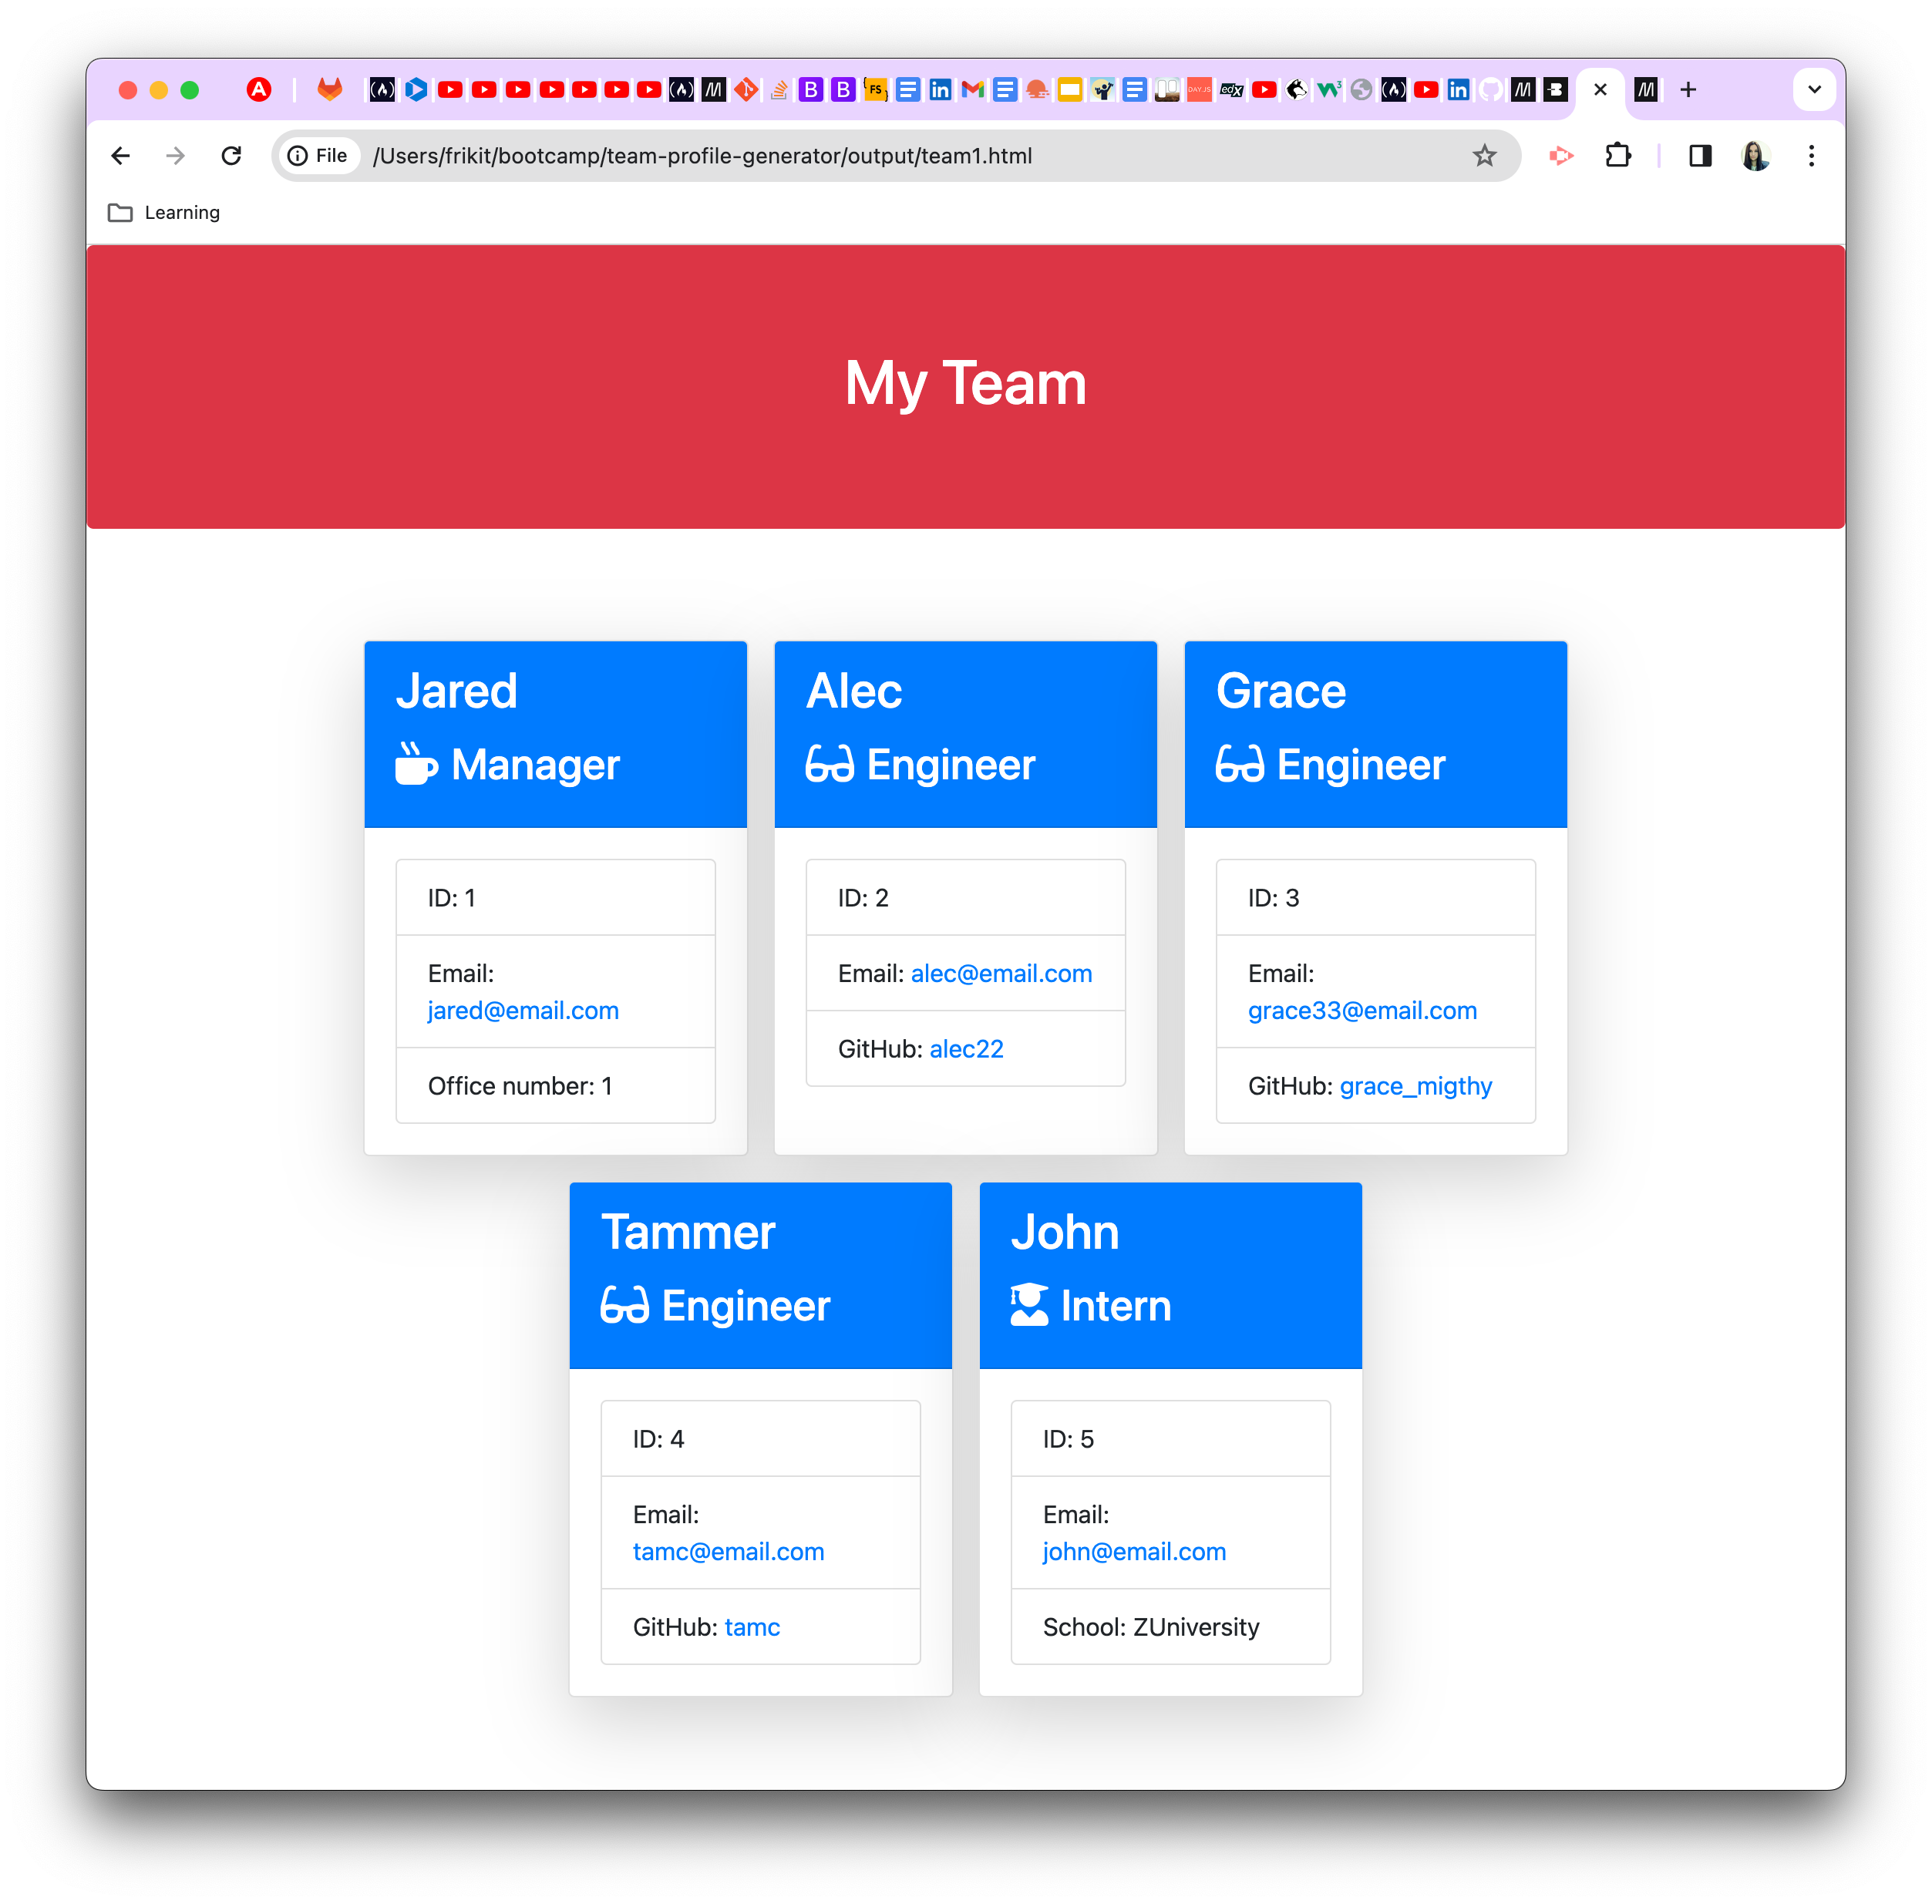 File
/Users/frikit/bootcamp/team-profile-generator/output/team1.html
Learning
My Team
Jared
Manager
ID: 1
Email:
jared@email.com
Office number: 1
Alec
Engineer
ID: 2
Email: alec@email.com
GitHub: alec22
Grace
Engineer
ID: 3
Email:
grace33@email.com
GitHub: grace_migthy
Tammer
Engineer
ID: 4
Email:
tamc@email.com
GitHub: tamc
John
Intern
ID: 5
Email:
john@email.com
School: ZUniversity